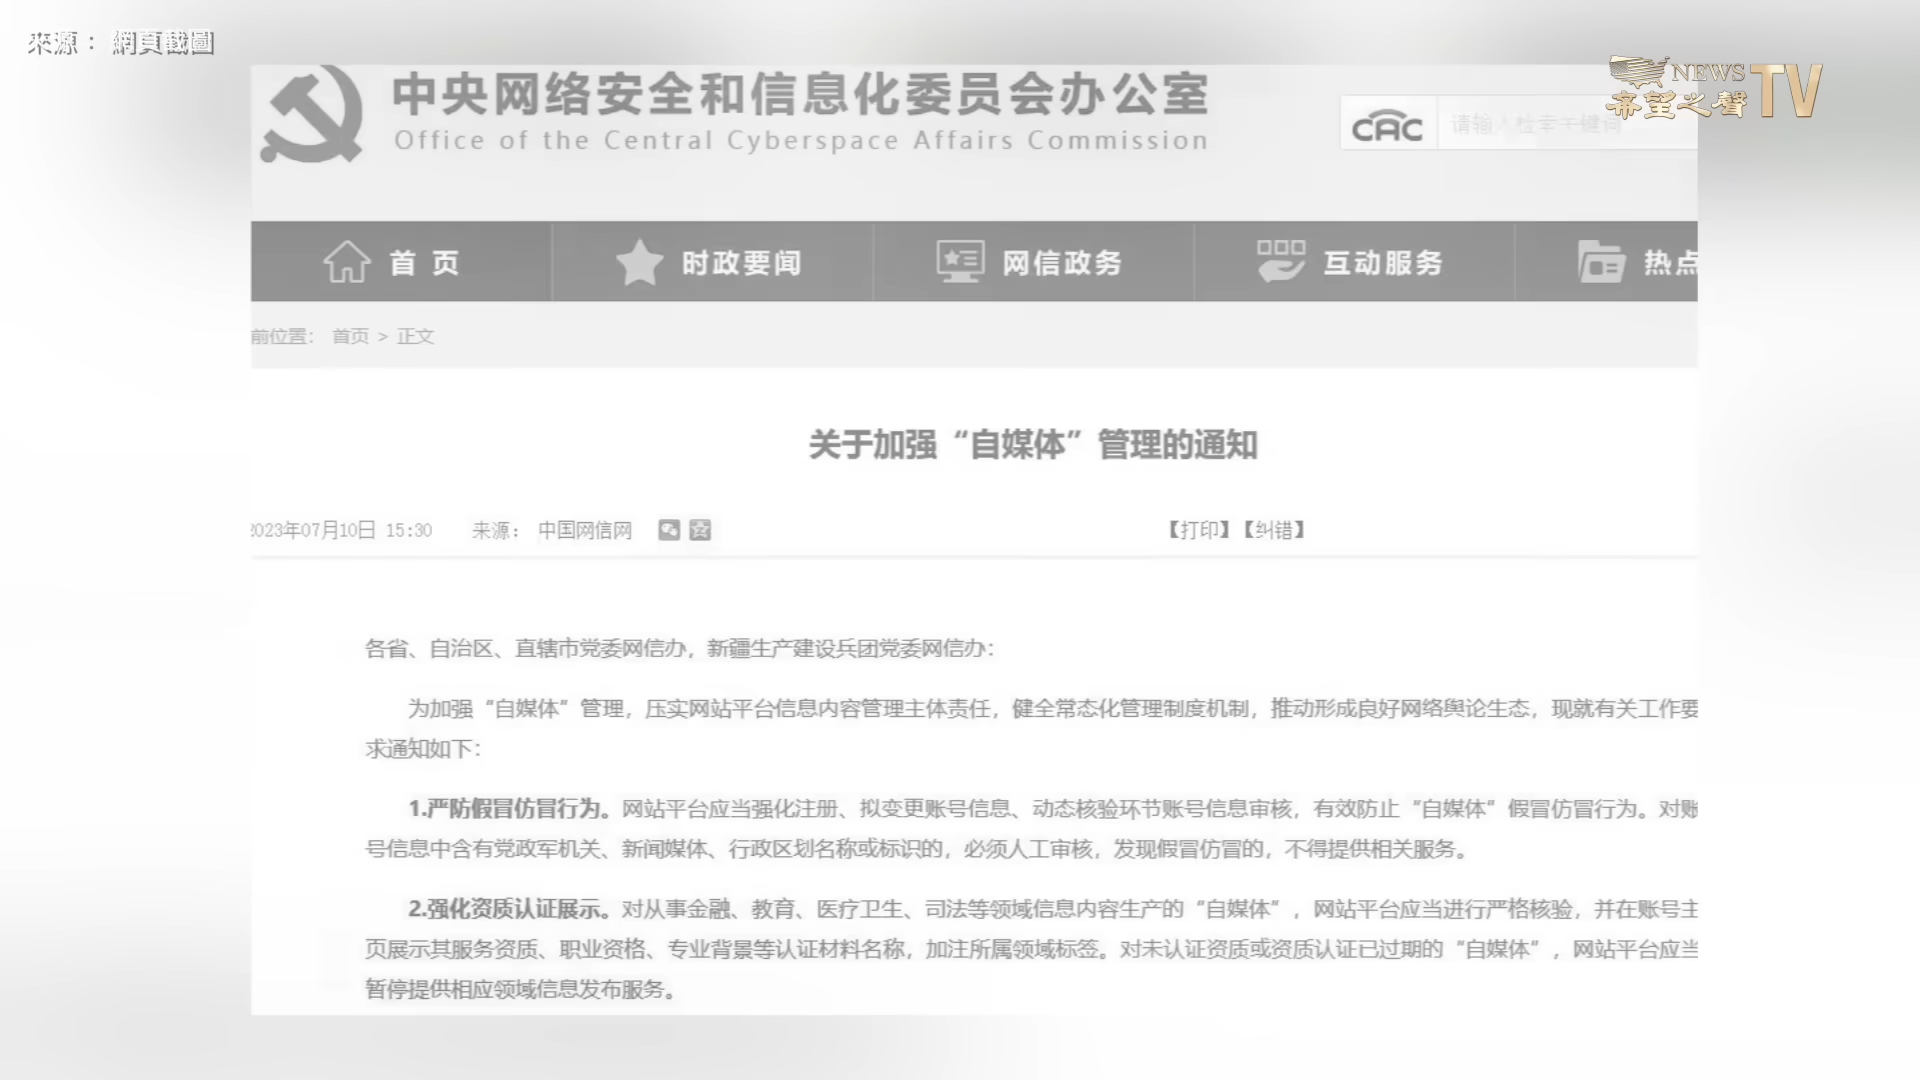 來源：網頁截圖
NEWS
希望之聲 TV
中央网络安全和信息化委员会办公室
Office of the Central Cyberspace Affairs Commission
CAC 请输入检索关键词
首 页 时政要闻 网信政务 互动服务 热点
前位置： 首页 > 正文
关于加强“自媒体”管理的通知
2023年07月10日 15:30 来源： 中国网信网 【打印】【纠错】
各省、自治区、直辖市党委网信办，新疆生产建设兵团党委网信办：
为加强“自媒体”管理，压实网站平台信息内容管理主体责任，健全常态化管理制度机制，推动形成良好网络舆论生态，现就有关工作要
求通知如下：
1.严防假冒仿冒行为。网站平台应当强化注册、拟变更账号信息、动态核验环节账号信息审核，有效防止“自媒体”假冒仿冒行为。对账
号信息中含有党政军机关、新闻媒体、行政区划名称或标识的，必须人工审核，发现假冒仿冒的，不得提供相关服务。
2.强化资质认证展示。对从事金融、教育、医疗卫生、司法等领域信息内容生产的“自媒体”，网站平台应当进行严格核验，并在账号主
页展示其服务资质、职业资格、专业背景等认证材料名称，加注所属领域标签。对未认证资质或资质认证已过期的“自媒体”，网站平台应当
暂停提供相应领域信息发布服务。